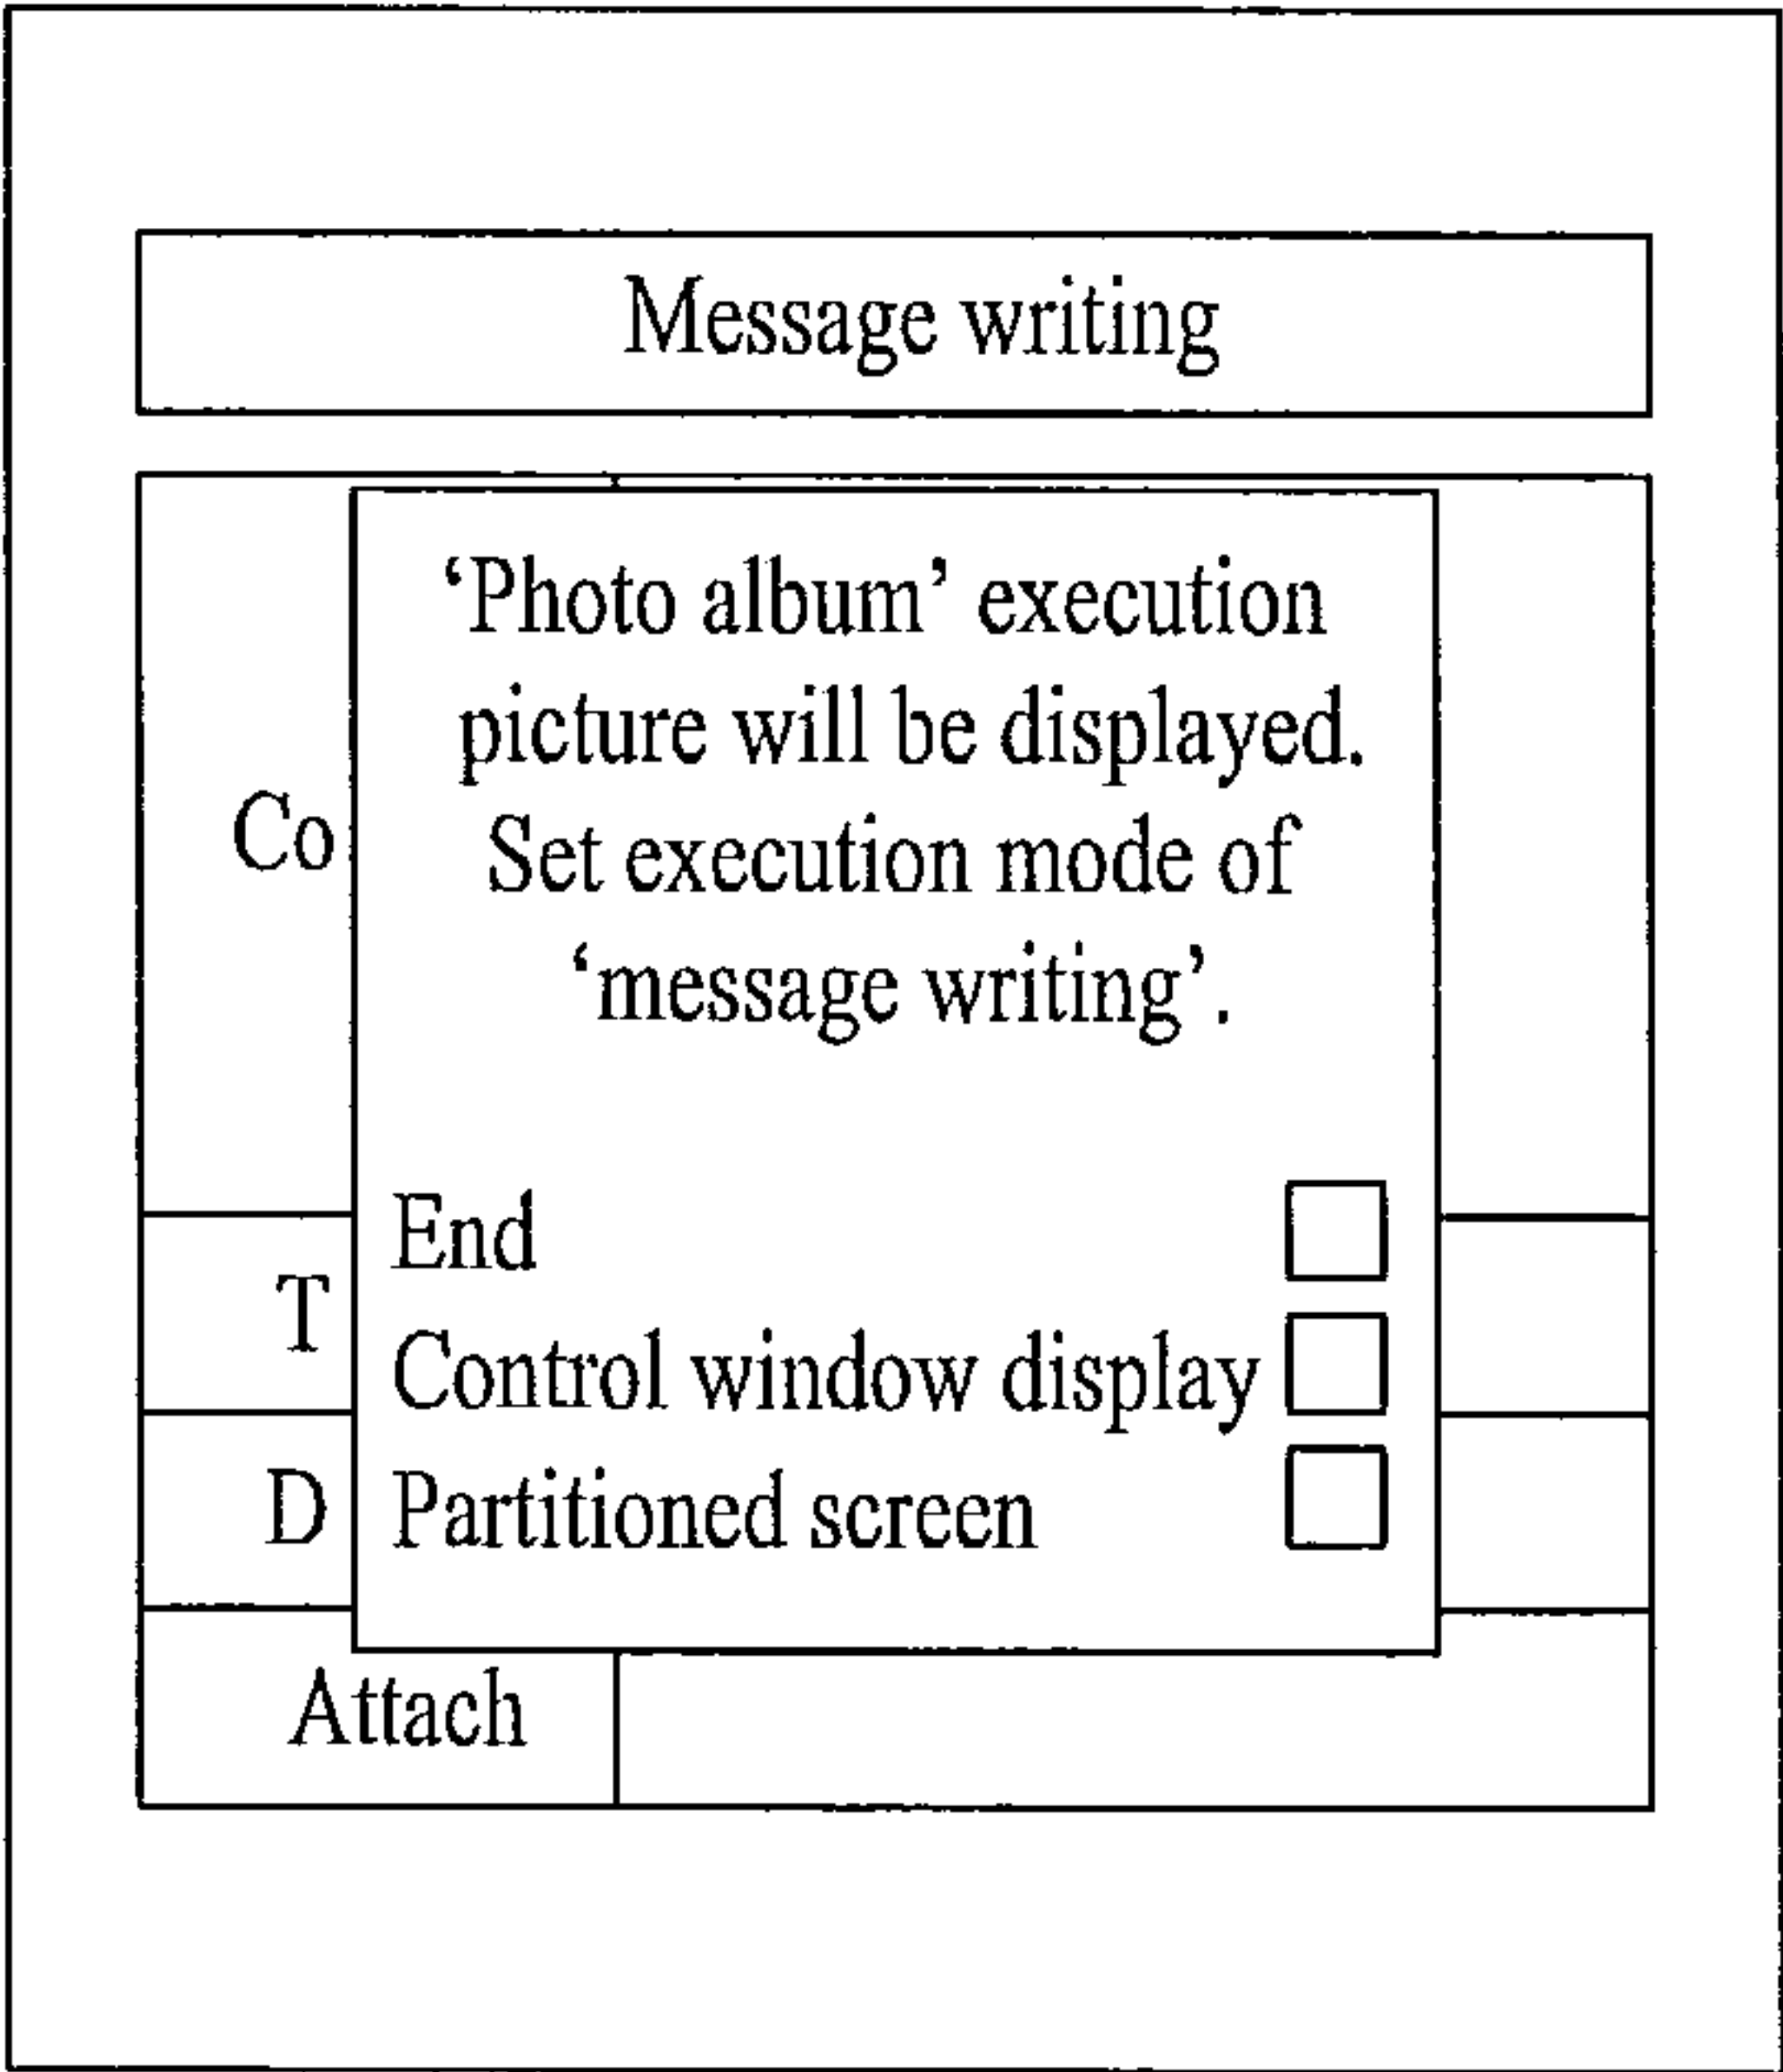 Message writing
‘Photo album’ execution
picture will be displayed.
Co
Set execution mode of
‘message writing’.
End
T
Control window display
D
Partitioned screen
Attach